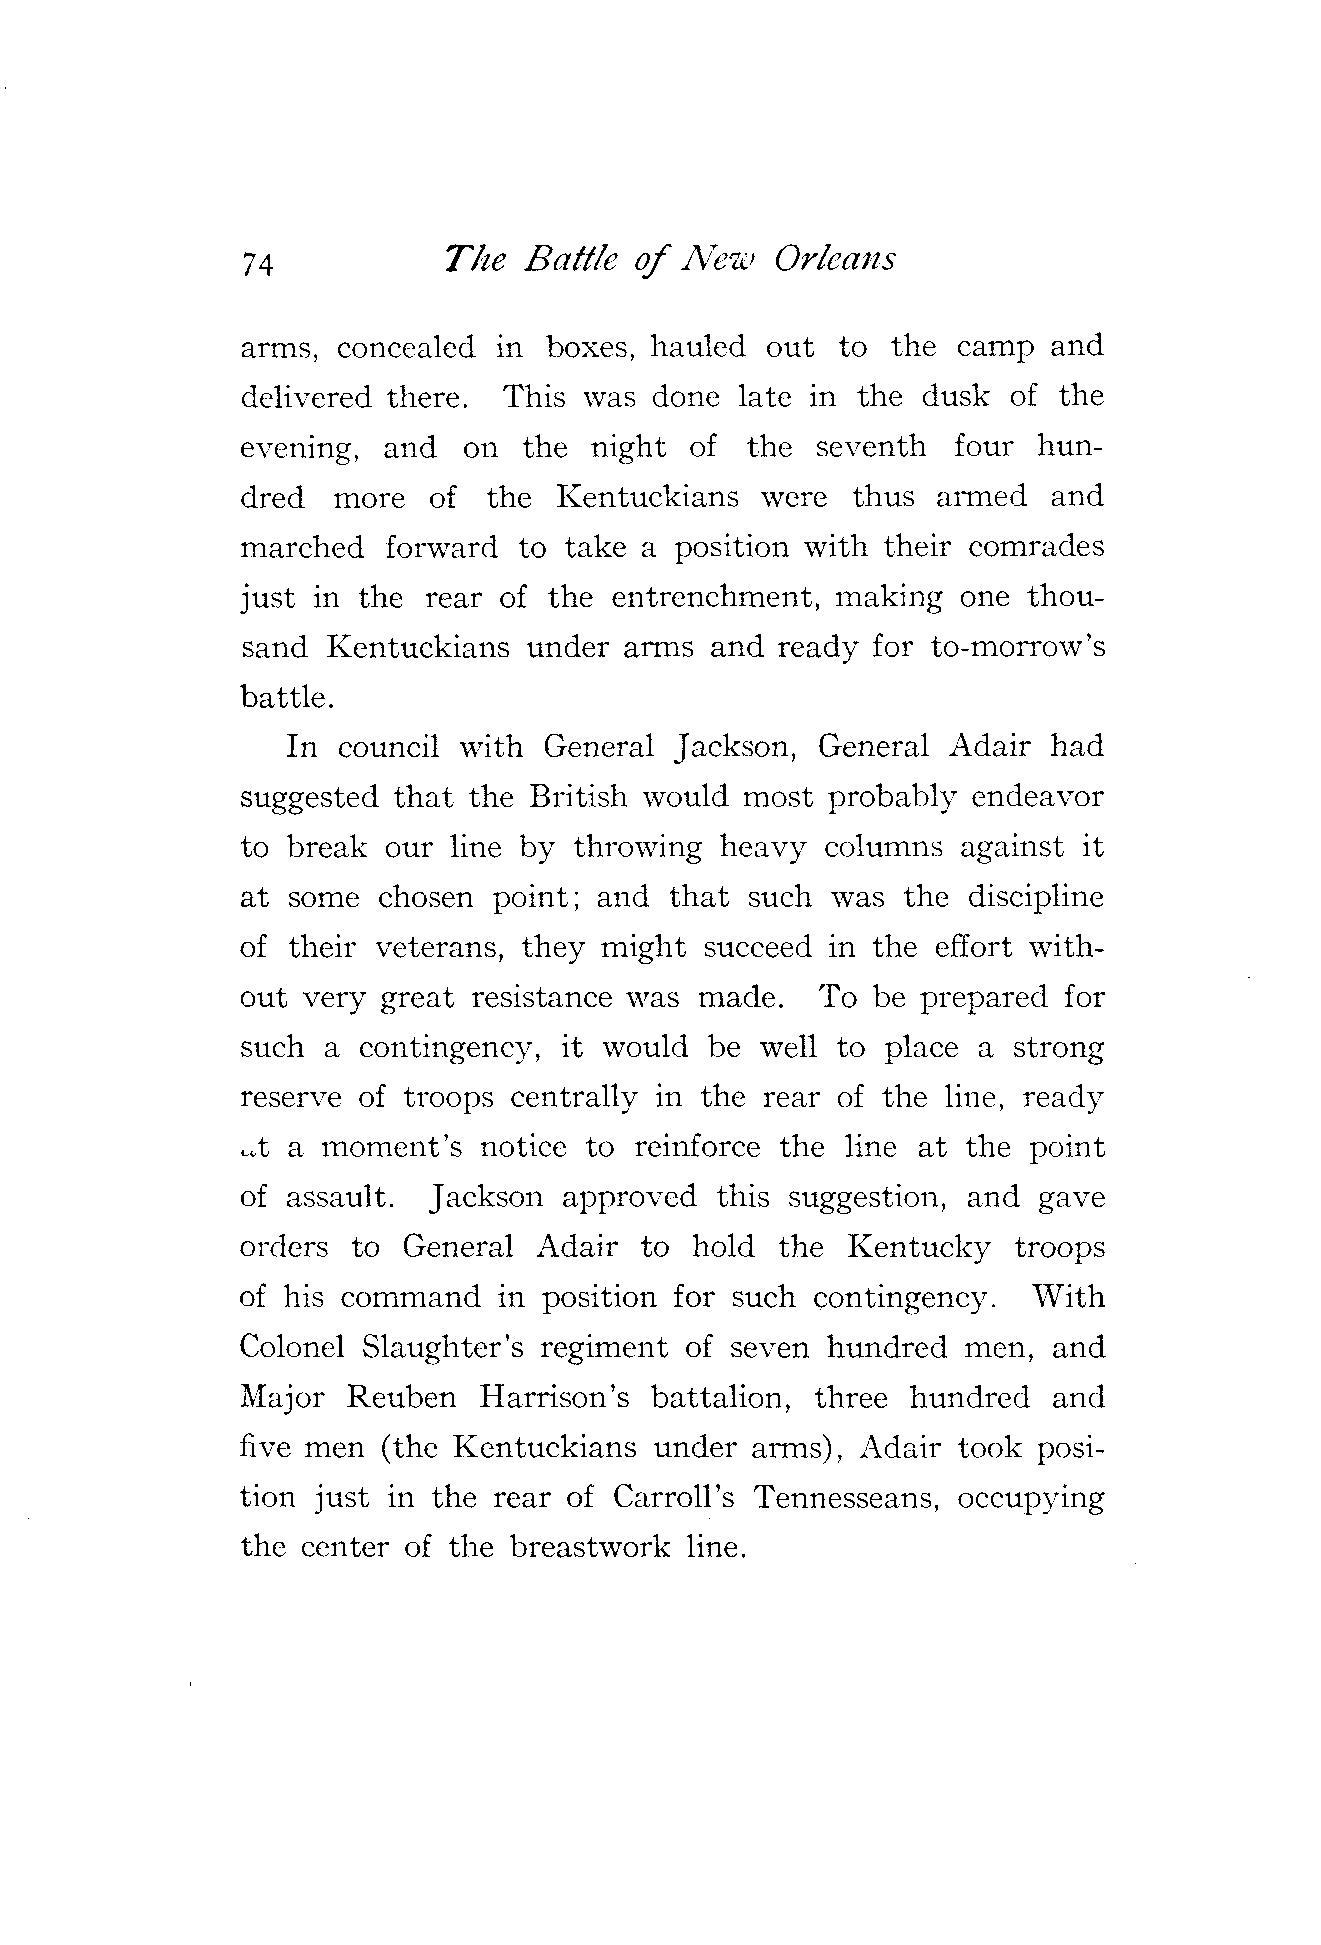 74 The Battle of New Orleans
arms, concealed in boxes, hauled out to the camp and
delivered there. This was done late in the dusk of the
evening, and on the night of the seventh four hun-
dred more of the Kentuckians were thus armed and
marched forward to take a position with their comrades
just in the rear of the entrenchment, making one thou-
sand Kentuckians under arms and ready for to-morrow's
battle.
In council with General Jackson, General Adair had
suggested that the British would most probably endeavor
to break our line by throwing heavy columns against it
at some chosen point; and that such was the discipline
of their veterans, they might succeed in the effort with-
out very great resistance was made. To be prepared for
such a contingency, it would be well to place a strong
reserve of troops centrally in the rear of the line, ready
at a moment's notice to reinforce the line at the point
of assault. Jackson approved this suggestion, and gave
orders to General Adair to hold the Kentucky troops
of his command in position for such contingency. With
Colonel Slaughter's regiment of seven hundred men, and
Major Reuben Harrison's battalion, three hundred and
five men (the Kentuckians under arms), Adair took posi-
tion just in the rear of Carroll's Tennesseans, occupying
the center of the breastwork line.